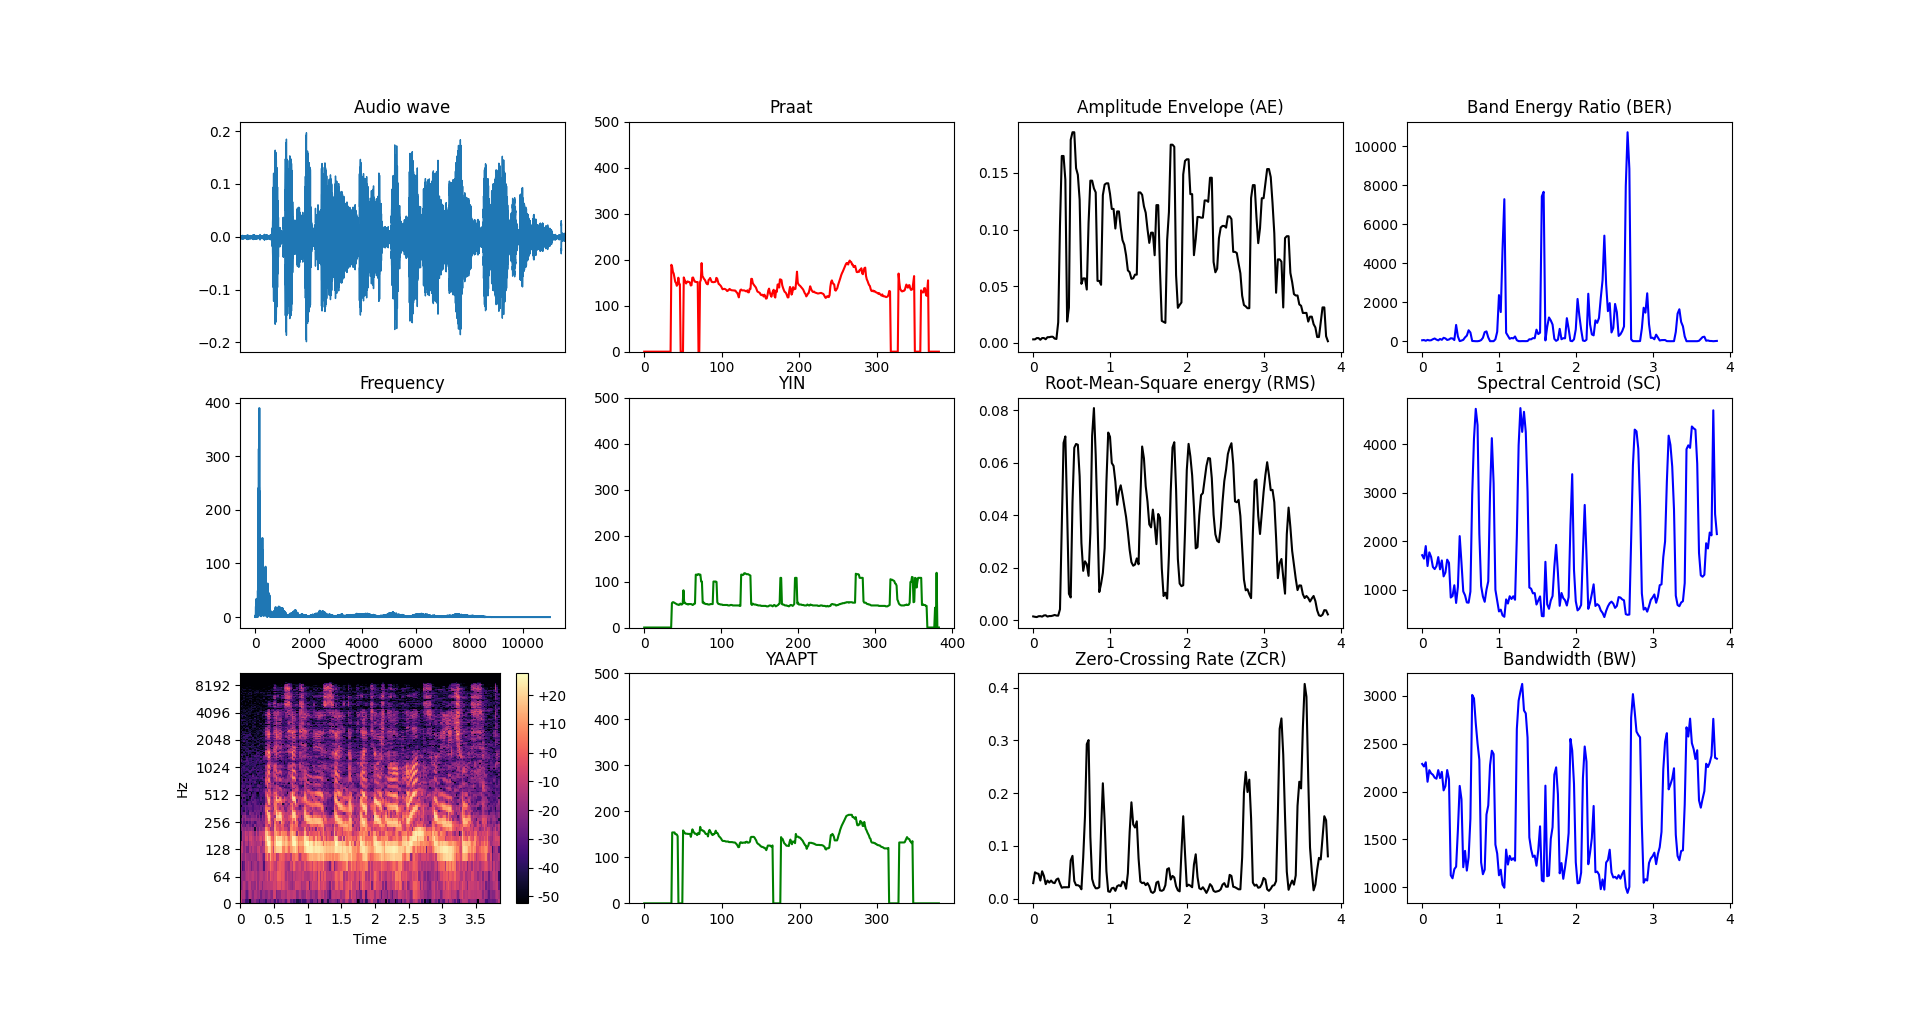 Audio wave
0.2
0.1
0.0
−0.1
−0.2
Praat
500
400
300
200
100
0
0 100 200 300
Amplitude Envelope (AE)
0.15
0.10
0.05
0.00
0 1 2 3 4
Band Energy Ratio (BER)
10000
8000
6000
4000
2000
0
0 1 2 3 4
Frequency
400
300
200
100
0
0 2000 4000 6000 8000 10000
YIN
500
400
300
200
100
0
0 100 200 300 400
Root-Mean-Square energy (RMS)
0.08
0.06
0.04
0.02
0.00
0 1 2 3 4
Spectral Centroid (SC)
4000
3000
2000
1000
0 1 2 3 4
Spectrogram
Hz
8192
4096
2048
1024
512
256
128
64
0
0 0.5 1 1.5 2 2.5 3 3.5
Time
+20
+10
+0
-10
-20
-30
-40
-50
YAAPT
500
400
300
200
100
0
0 100 200 300
Zero-Crossing Rate (ZCR)
0.4
0.3
0.2
0.1
0.0
0 1 2 3 4
Bandwidth (BW)
3000
2500
2000
1500
1000
0 1 2 3 4